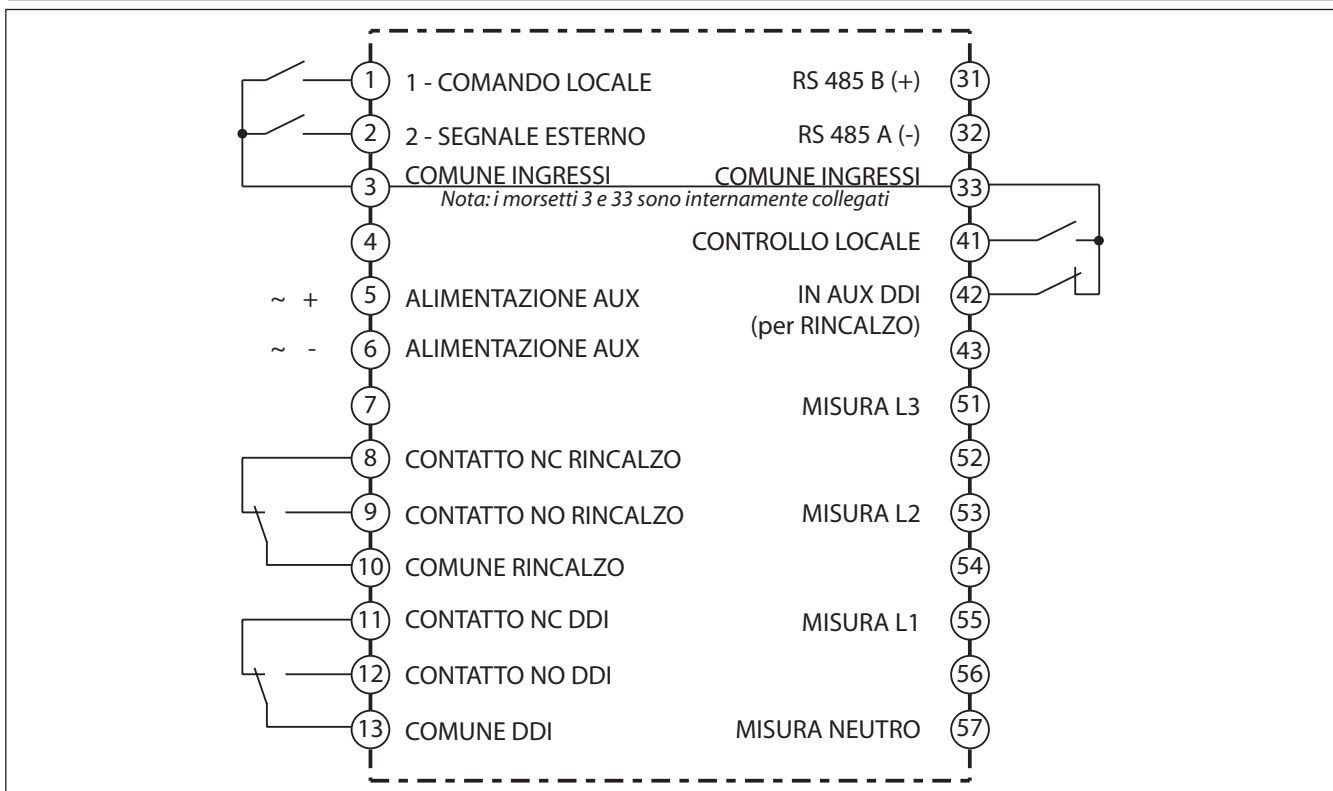 1 1 - COMANDO LOCALE RS 485 B (+) 31
2 2 - SEGNALE ESTERNO RS 485 A (-) 32
3 COMUNE INGRESSI COMUNE INGRESSI 33
Nota: i morsetti 3 e 33 sono internamente collegati
4 CONTROLLO LOCALE 41
~ + 5 ALIMENTAZIONE AUX IN AUX DDI 42
(per RINCALZO)
~ - 6 ALIMENTAZIONE AUX 43
7 MISURA L3 51
8 CONTATTO NC RINCALZO 52
9 CONTATTO NO RINCALZO MISURA L2 53
10 COMUNE RINCALZO 54
11 CONTATTO NC DDI MISURA L1 55
12 CONTATTO NO DDI 56
13 COMUNE DDI MISURA NEUTRO 57